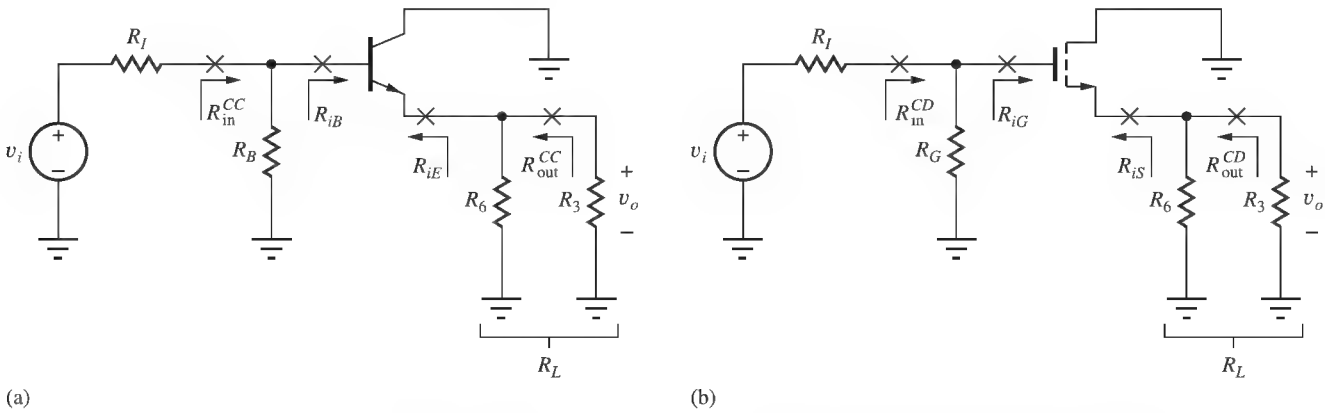 R_I
R_in^CC
R_iB
v_i
+
−
R_B
R_iE
R_out^CC
R_6
R_3
+
v_o
−
R_L
(a)
R_I
R_in^CD
R_iG
v_i
+
−
R_G
R_iS
R_out^CD
R_6
R_3
+
v_o
−
R_L
(b)